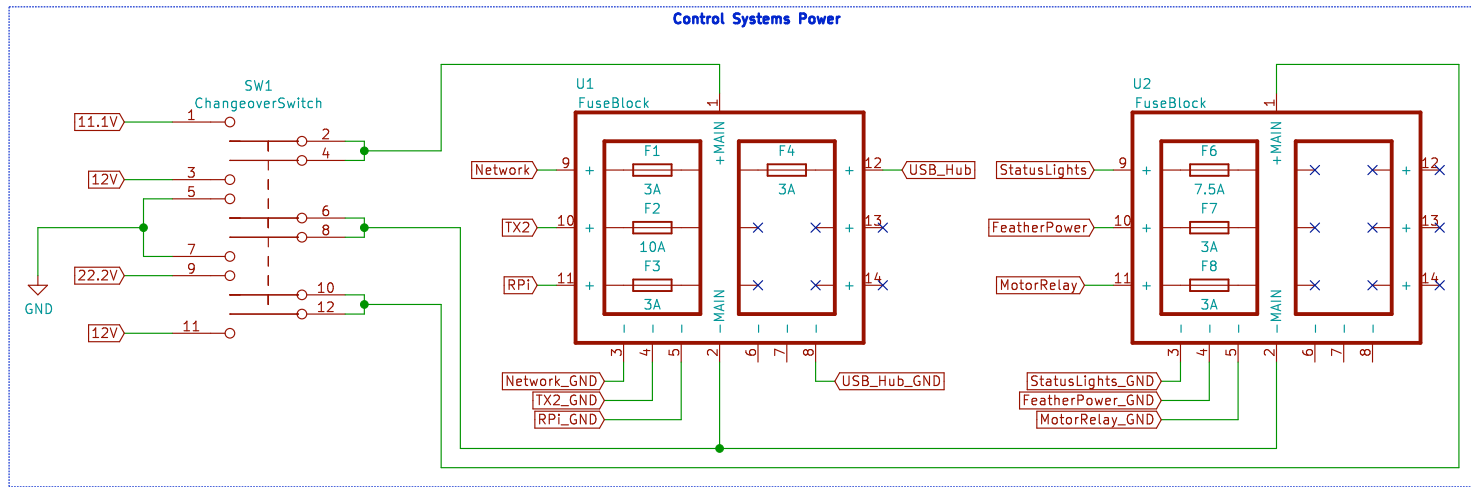 Control Systems Power
SW1
ChangeoverSwitch
11.1V
1
2
4
12V
3
5
6
8
7
22.2V
9
10
12
12V
11
GND
U1
FuseBlock
1
+MAIN
Network
9
+
F1
3A
F4
3A
+
12
USB_Hub
TX2
10
+
F2
10A
+
13
RPi
11
+
F3
3A
+
14
-MAIN
3
4
5
2
6
7
8
Network_GND
TX2_GND
RPi_GND
USB_Hub_GND
U2
FuseBlock
1
+MAIN
StatusLights
9
+
F6
7.5A
+
12
FeatherPower
10
+
F7
3A
+
13
MotorRelay
11
+
F8
3A
+
14
-MAIN
3
4
5
2
6
7
8
StatusLights_GND
FeatherPower_GND
MotorRelay_GND